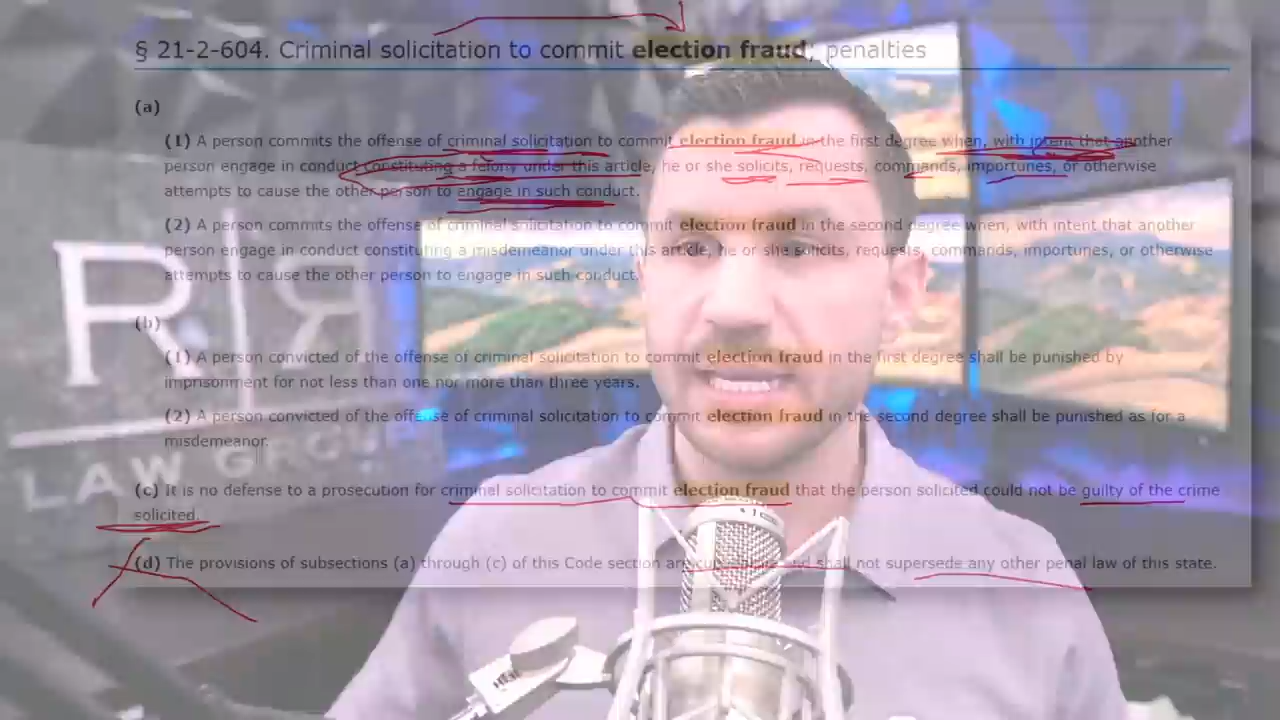 § 21-2-604. Criminal solicitation to commit election fraud; penalties
(a)
(1) A person commits the offense of criminal solicitation to commit election fraud in the first degree when, with intent that another
person engage in conduct constituting a felony under this article, he or she solicits, requests, commands, importunes, or otherwise
attempts to cause the other person to engage in such conduct.
(2) A person commits the offense of criminal solicitation to commit election fraud in the second degree when, with intent that another
person engage in conduct constituting a misdemeanor under this article, he or she solicits, requests, commands, importunes, or otherwise
attempts to cause the other person to engage in such conduct.
(b)
(1) A person convicted of the offense of criminal solicitation to commit election fraud in the first degree shall be punished by
imprisonment for not less than one nor more than three years.
(2) A person convicted of the offense of criminal solicitation to commit election fraud in the second degree shall be punished as for a
misdemeanor.
(c) It is no defense to a prosecution for criminal solicitation to commit election fraud that the person solicited could not be guilty of the crime
solicited.
(d) The provisions of subsections (a) through (c) of this Code section are cumulative and shall not supersede any other penal law of this state.
R|R
LAW GROUP